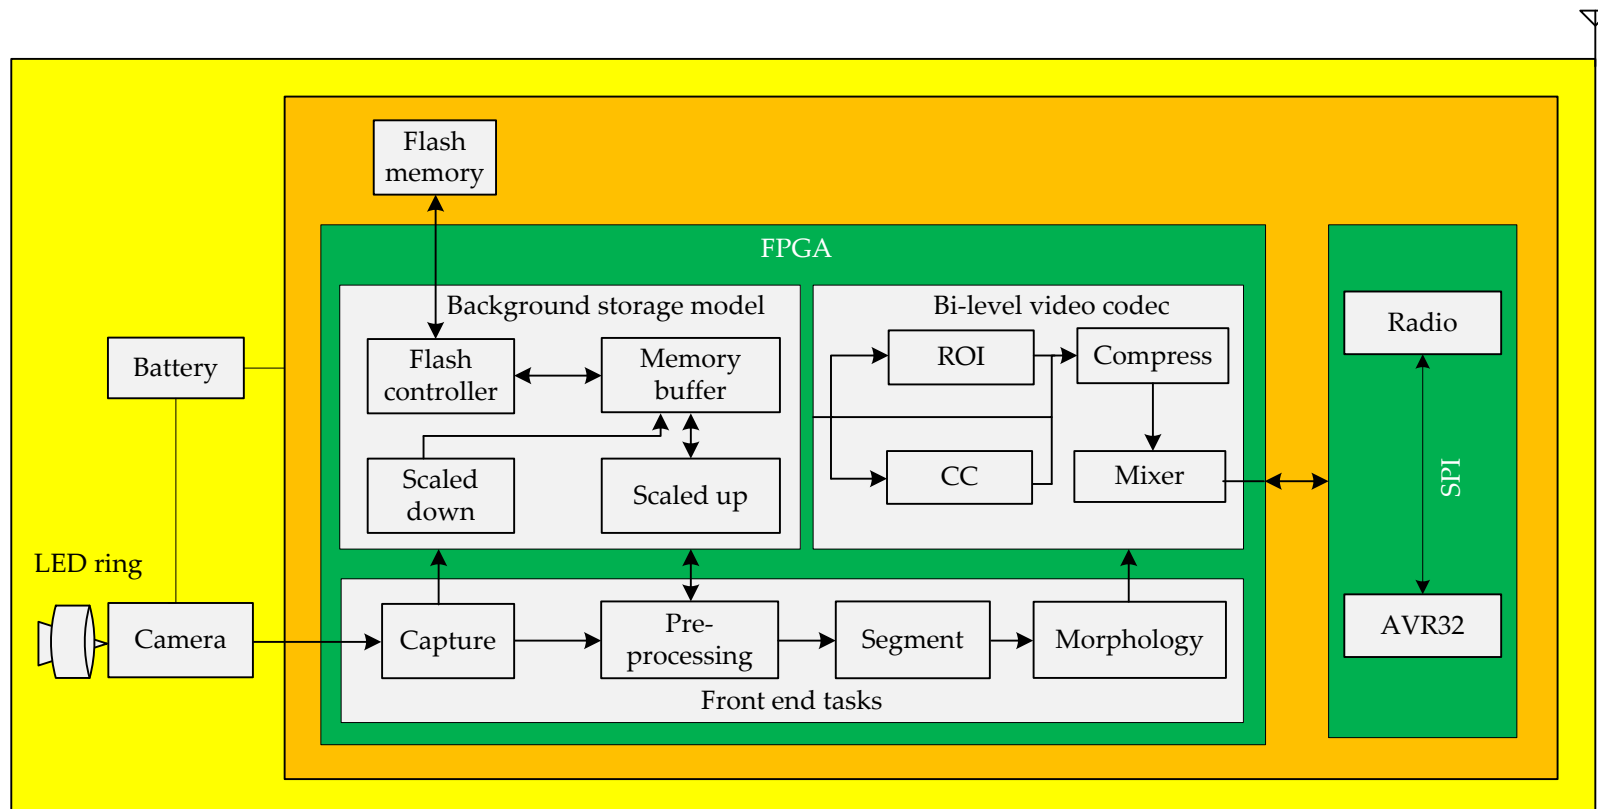 Flash
memory
FPGA
Background storage model
Bi-level video codec
Flash
controller
Memory
buffer
ROI
Compress
Radio
Battery
Scaled
down
Scaled up
CC
Mixer
SPI
LED ring
Camera
Capture
Pre-
processing
Segment
Morphology
AVR32
Front end tasks